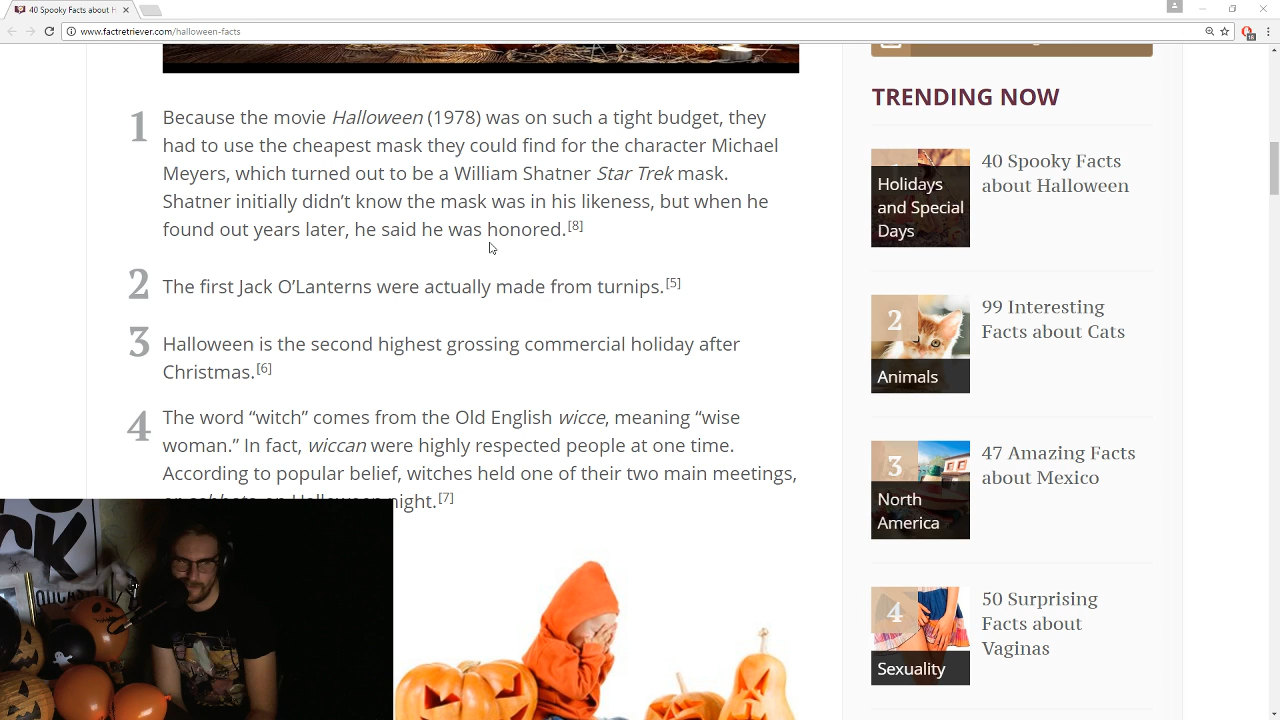 40 Spooky Facts about H
www.factretriever.com/halloween-facts
18
1
Because the movie Halloween (1978) was on such a tight budget, they
had to use the cheapest mask they could find for the character Michael
Meyers, which turned out to be a William Shatner Star Trek mask.
Shatner initially didn’t know the mask was in his likeness, but when he
found out years later, he said he was honored.[8]
2
The first Jack O’Lanterns were actually made from turnips.[5]
3
Halloween is the second highest grossing commercial holiday after
Christmas.[6]
4
The word “witch” comes from the Old English wicce, meaning “wise
woman.” In fact, wiccan were highly respected people at one time.
According to popular belief, witches held one of their two main meetings,
or sabbats, on Halloween night.[7]
TRENDING NOW
1
Holidays
and Special
Days
40 Spooky Facts
about Halloween
2
Animals
99 Interesting
Facts about Cats
3
North
America
47 Amazing Facts
about Mexico
4
Sexuality
50 Surprising
Facts about
Vaginas